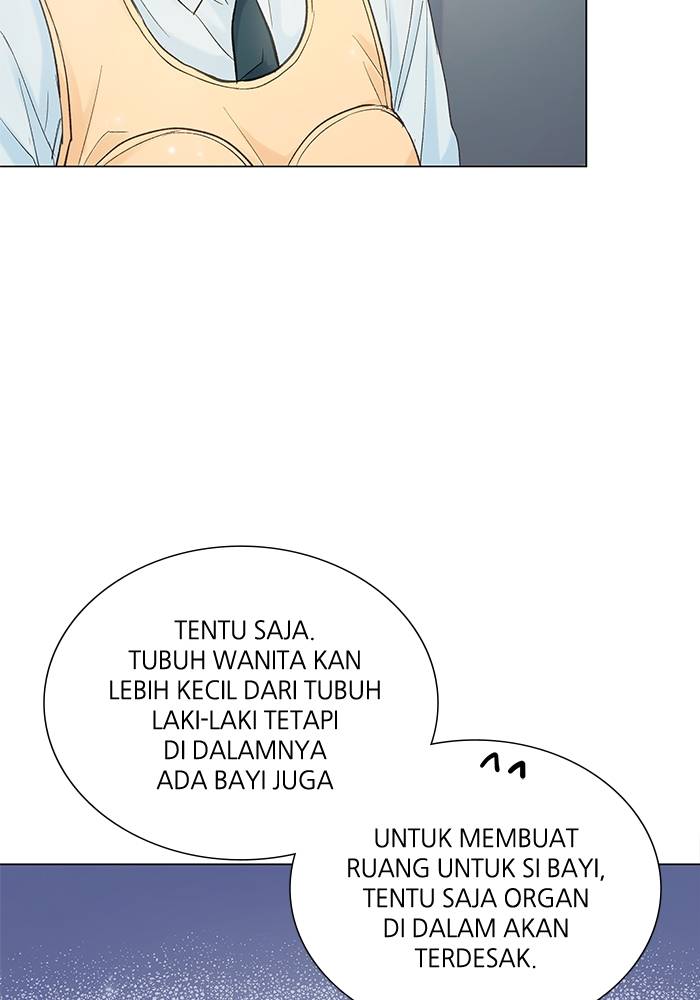 TENTU SAJA.
TUBUH WANITA KAN
LEBIH KECIL DARI TUBUH
LAKI-LAKI TETAPI
DI DALAMNYA
ADA BAYI JUGA
UNTUK MEMBUAT
RUANG UNTUK SI BAYI,
TENTU SAJA ORGAN
DI DALAM AKAN
TERDESAK.